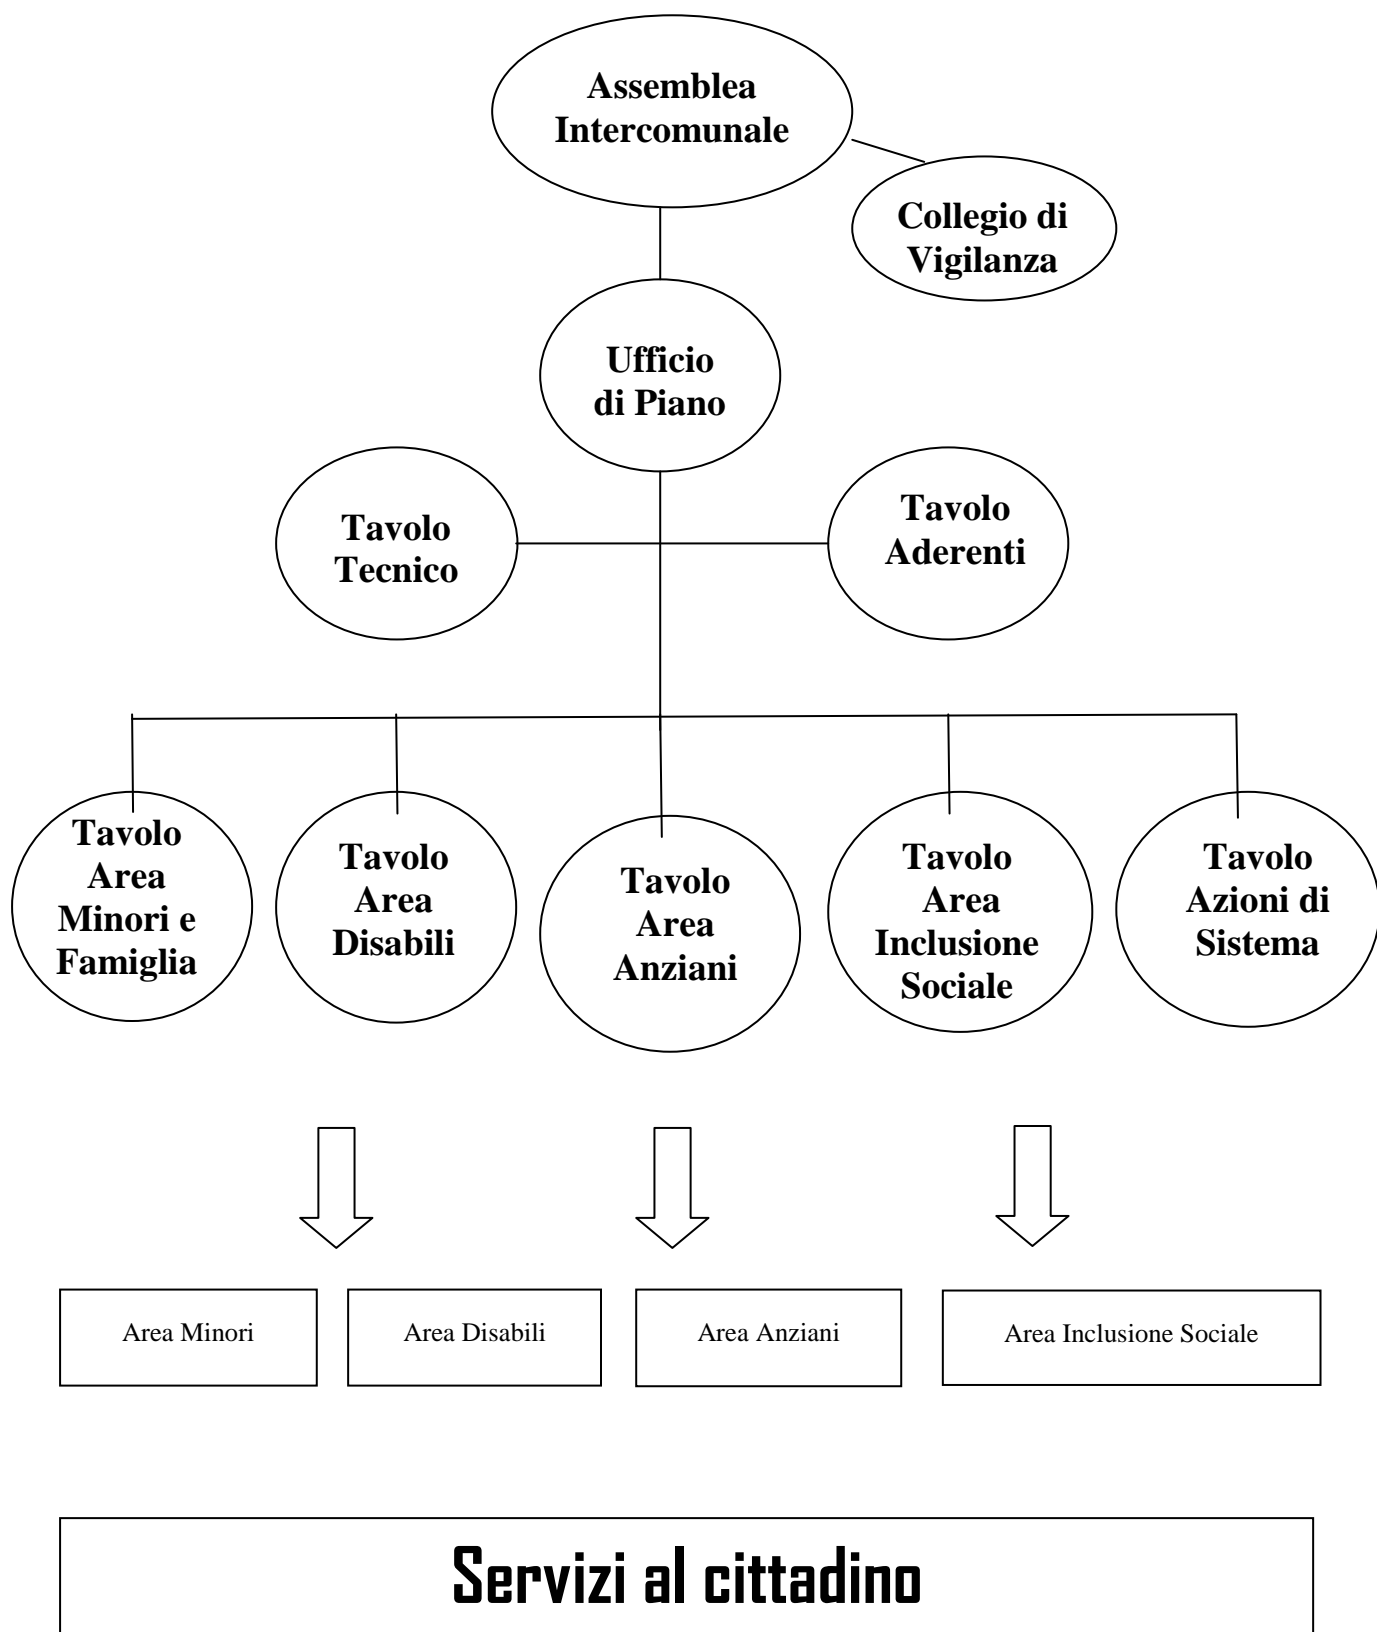 Assemblea
Intercomunale
Collegio di
Vigilanza
Ufficio
di Piano
Tavolo
Tecnico
Tavolo
Aderenti
Tavolo
Area
Minori e
Famiglia
Tavolo
Area
Disabili
Tavolo
Area
Anziani
Tavolo
Area
Inclusione
Sociale
Tavolo
Azioni di
Sistema
Area Minori
Area Disabili
Area Anziani
Area Inclusione Sociale
Servizi al cittadino